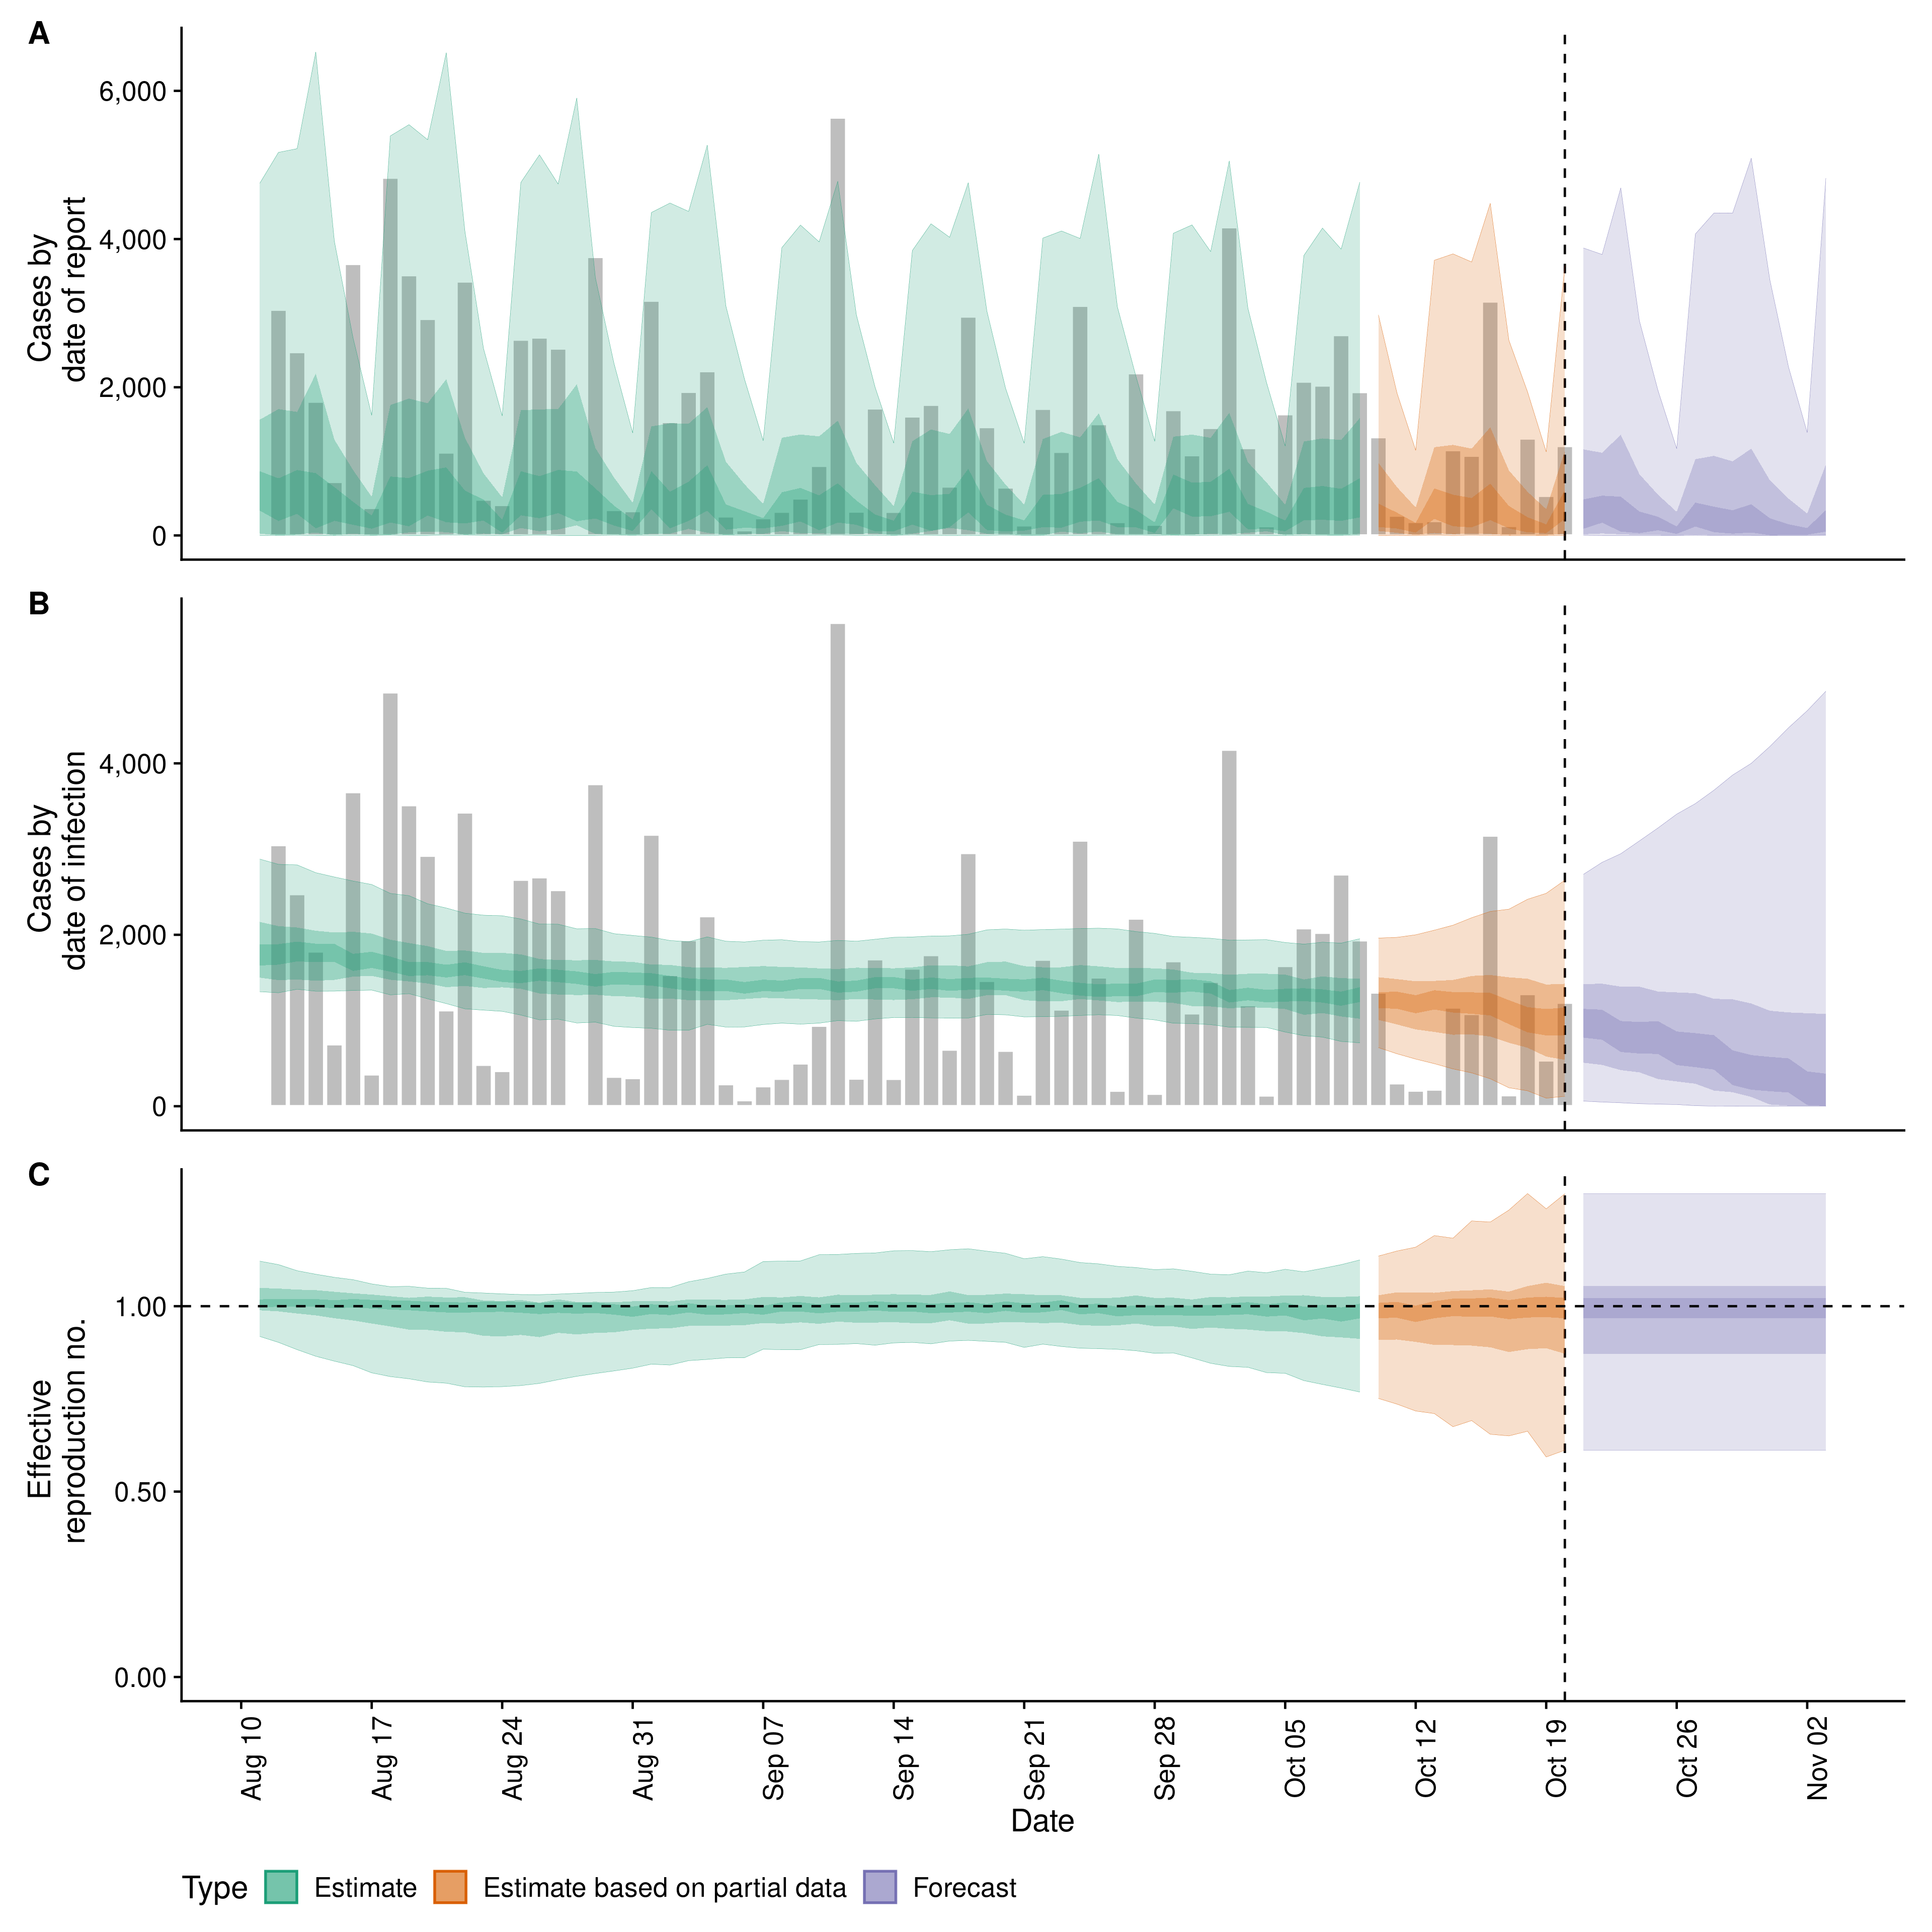 A
Cases by
date of report
6,000
4,000
2,000
0
B
Cases by
date of infection
4,000
2,000
0
C
Effective
reproduction no.
1.00
0.50
0.00
Aug 10
Aug 17
Aug 24
Aug 31
Sep 07
Sep 14
Sep 21
Sep 28
Oct 05
Oct 12
Oct 19
Oct 26
Nov 02
Date
Type Estimate Estimate based on partial data Forecast